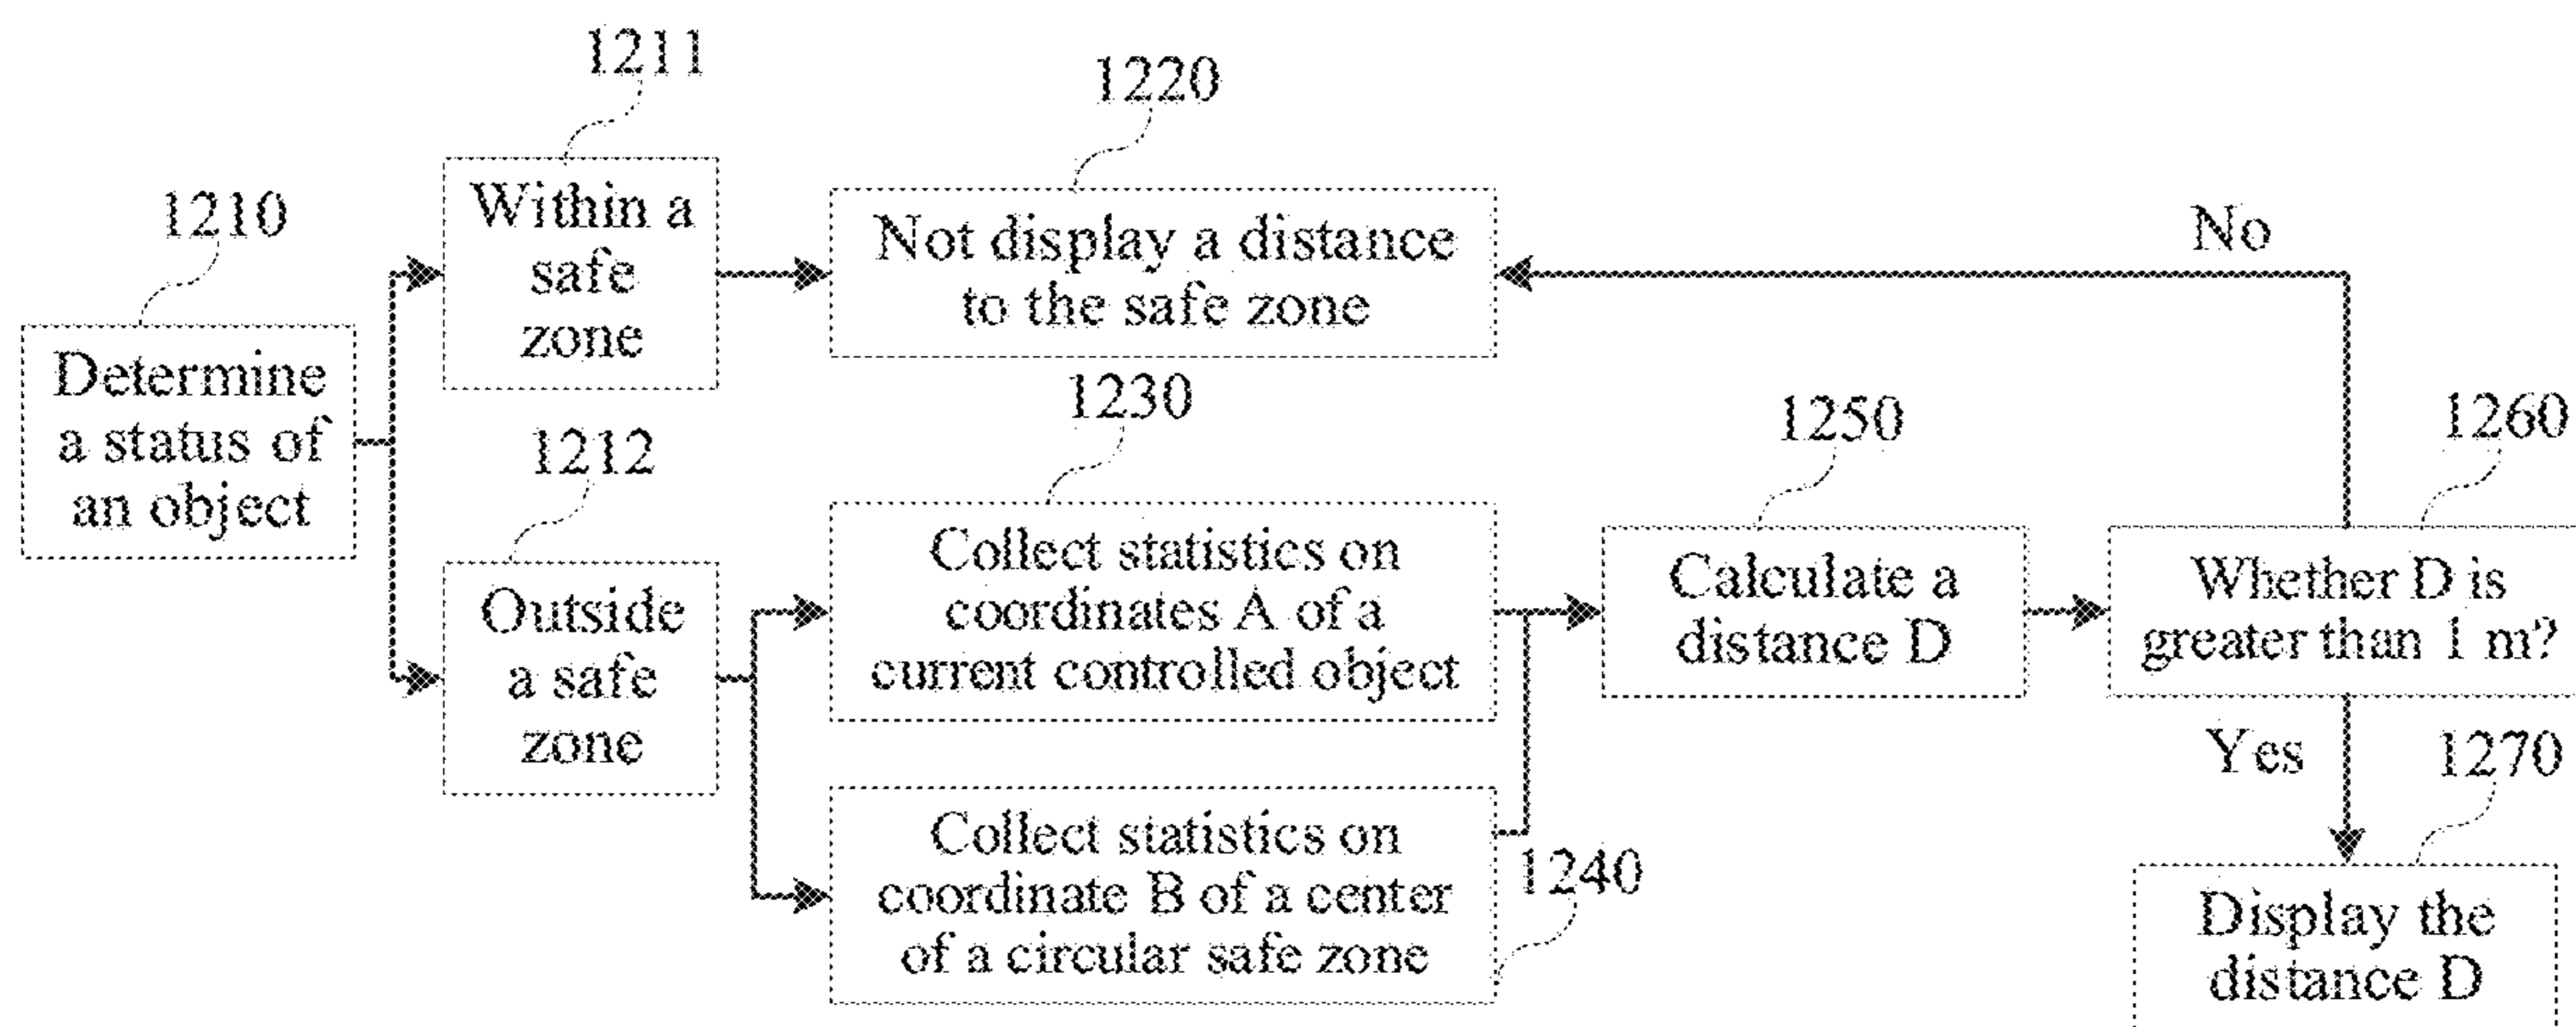 1210
Determine
a status of
an object
1211
Within a
safe
zone
1212
Outside
a safe
zone
1220
Not display a distance
to the safe zone
1230
Collect statistics on
coordinates A of a
current controlled object
1240
Collect statistics on
coordinate B of a center
of a circular safe zone
1250
Calculate a
distance D
1260
Whether D is
greater than 1 m?
No
Yes
1270
Display the
distance D